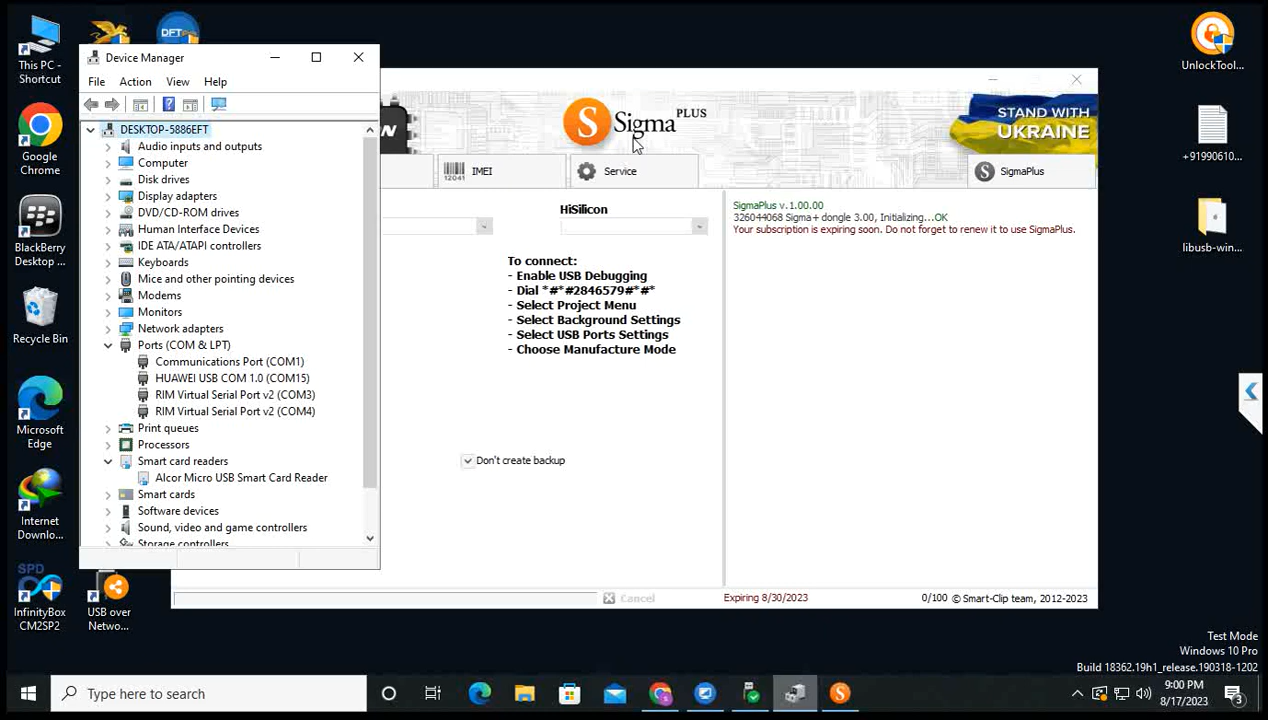 This PC -
Shortcut
Google
Chrome
BlackBerry
Desktop ...
Recycle Bin
Microsoft
Edge
Internet
Downlo...
SPD
InfinityBox
CM2SP2
DFT
USB over
Netwo...
Device Manager
File Action View Help
DESKTOP-5886EFT
Audio inputs and outputs
Computer
Disk drives
Display adapters
DVD/CD-ROM drives
Human Interface Devices
IDE ATA/ATAPI controllers
Keyboards
Mice and other pointing devices
Modems
Monitors
Network adapters
Ports (COM & LPT)
Communications Port (COM1)
HUAWEI USB COM 1.0 (COM15)
RIM Virtual Serial Port v2 (COM3)
RIM Virtual Serial Port v2 (COM4)
Print queues
Processors
Smart card readers
Alcor Micro USB Smart Card Reader
Smart cards
Software devices
Sound, video and game controllers
Storage controllers
S Sigma PLUS
STAND WITH
UKRAINE
12041 IMEI
Service
S SigmaPlus
HiSilicon
To connect:
- Enable USB Debugging
- Dial *#*#2846579#*#*
- Select Project Menu
- Select Background Settings
- Select USB Ports Settings
- Choose Manufacture Mode
Don't create backup
SigmaPlus v.1.00.00
326044068 Sigma+ dongle 3.00, Initializing...OK
Your subscription is expiring soon. Do not forget to renew it to use SigmaPlus.
Cancel
Expiring 8/30/2023
0/100 © Smart-Clip team, 2012-2023
UnlockTool...
+91990610...
libusb-win...
Test Mode
Windows 10 Pro
Build 18362.19h1_release.190318-1202
Type here to search
S
9:00 PM
8/17/2023
3